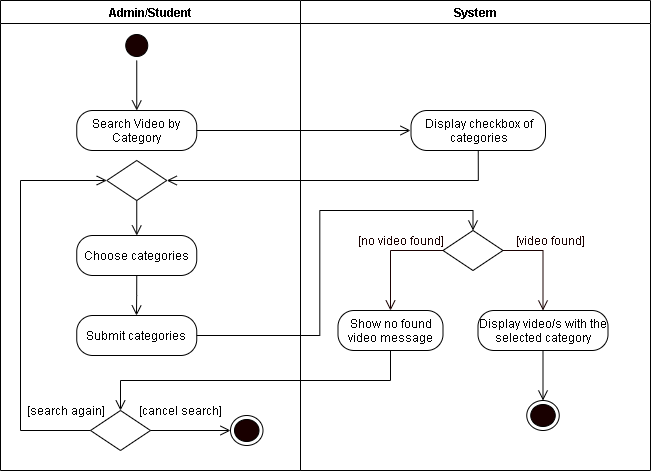 Admin/Student
System
Search Video by
Category
Display checkbox of
categories
Choose categories
[no video found]
[video found]
Submit categories
Show no found
video message
Display video/s with the
selected category
[search again]
[cancel search]